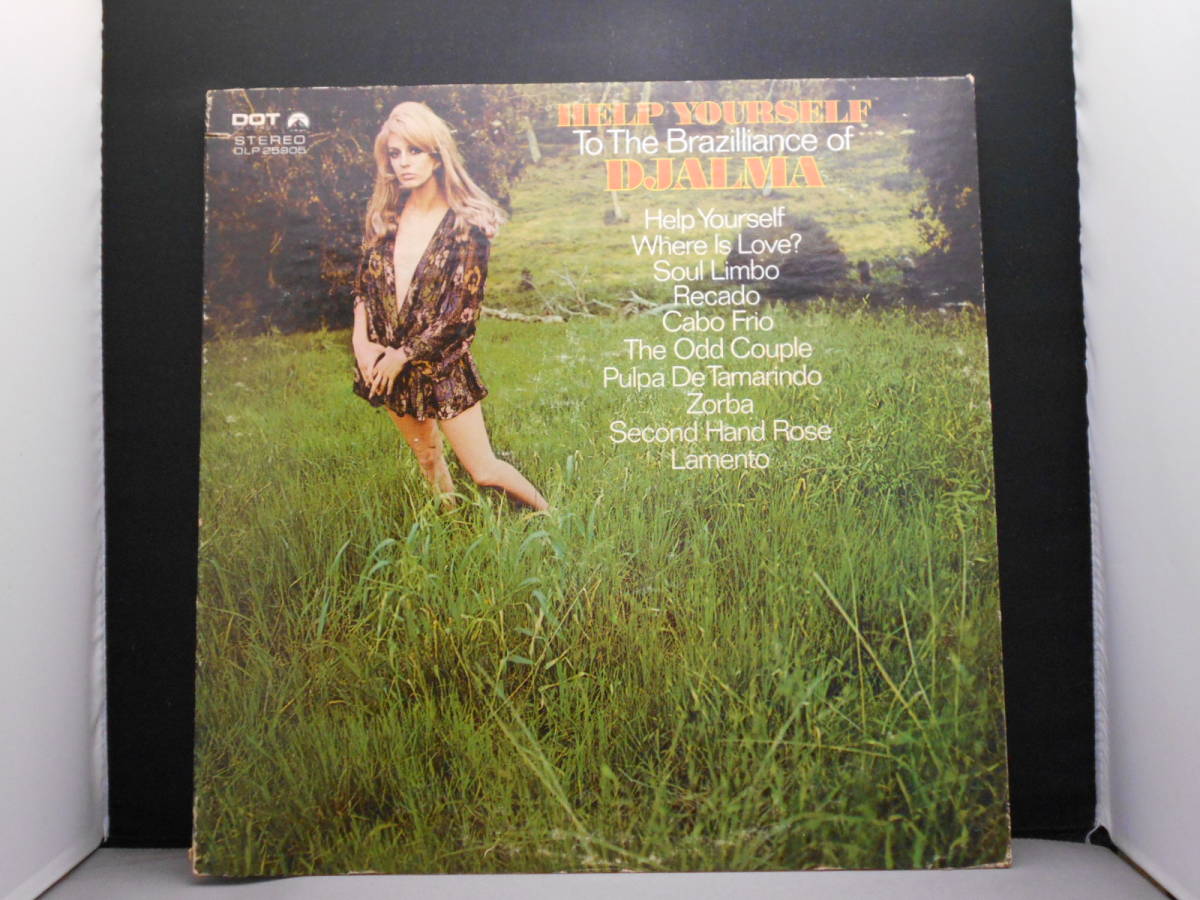 DOT
STEREO
DLP 25905
HELP YOURSELF
To The Brazilliance of
DJALMA
Help Yourself
Where Is Love?
Soul Limbo
Recado
Cabo Frio
The Odd Couple
Pulpa De Tamarindo
Zorba
Second Hand Rose
Lamento